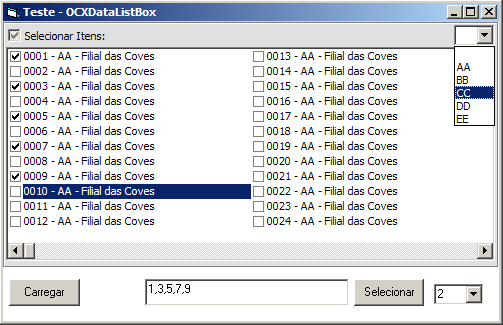 Teste - OCXDataListBox
Selecionar Itens:
0001 - AA - Filial das Coves
0002 - AA - Filial das Coves
0003 - AA - Filial das Coves
0004 - AA - Filial das Coves
0005 - AA - Filial das Coves
0006 - AA - Filial das Coves
0007 - AA - Filial das Coves
0008 - AA - Filial das Coves
0009 - AA - Filial das Coves
0010 - AA - Filial das Coves
0011 - AA - Filial das Coves
0012 - AA - Filial das Coves
0013 - AA - Filial das Coves
0014 - AA - Filial das Coves
0015 - AA - Filial das Coves
0016 - AA - Filial das Coves
0017 - AA - Filial das Coves
0018 - AA - Filial das Coves
0019 - AA - Filial das Coves
0020 - AA - Filial das Coves
0021 - AA - Filial das Coves
0022 - AA - Filial das Coves
0023 - AA - Filial das Coves
0024 - AA - Filial das Coves
AA
BB
CC
DD
EE
Carregar
1,3,5,7,9
Selecionar
2